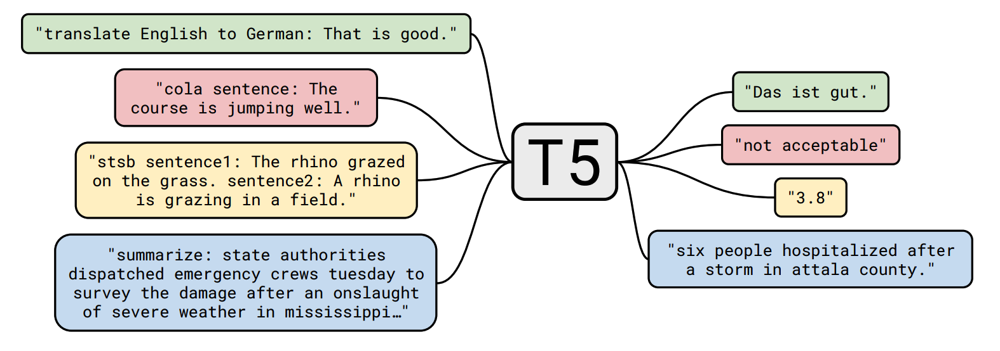 "translate English to German: That is good."
"cola sentence: The
course is jumping well."
"stsb sentence1: The rhino grazed
on the grass. sentence2: A rhino
is grazing in a field."
"summarize: state authorities
dispatched emergency crews tuesday to
survey the damage after an onslaught
of severe weather in mississippi…"
T5
"Das ist gut."
"not acceptable"
"3.8"
"six people hospitalized after
a storm in attala county."